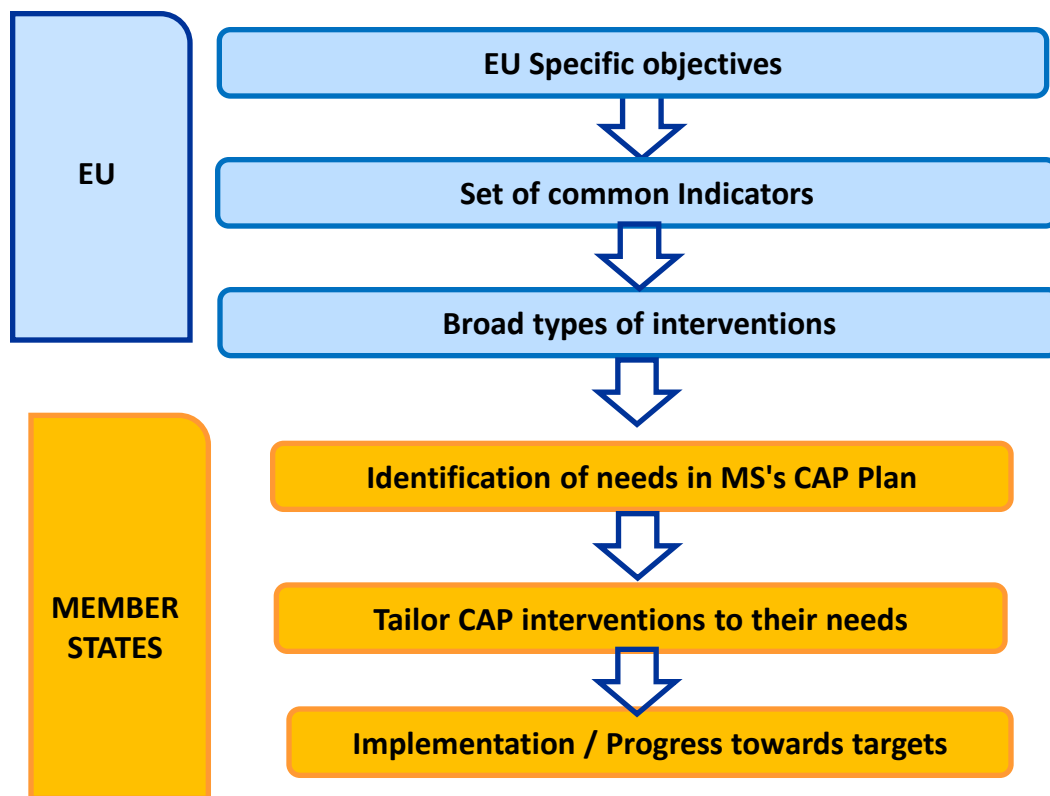 EU
EU Specific objectives
Set of common Indicators
Broad types of interventions
MEMBER
STATES
Identification of needs in MS's CAP Plan
Tailor CAP interventions to their needs
Implementation / Progress towards targets